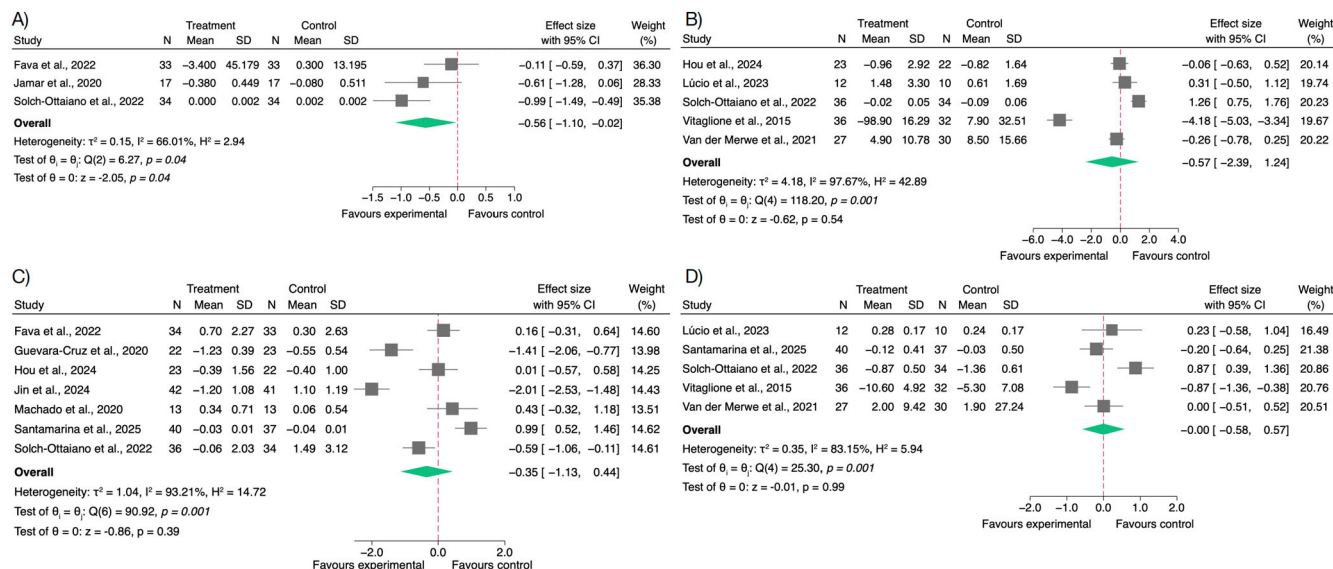 A)
Treatment Control Effect size Weight
Study N Mean SD N Mean SD with 95% CI (%)
Fava et al., 2022 33 −3.400 45.179 33 0.300 13.195 -0.11 [ -0.59, 0.37] 36.30
Jamar et al., 2020 17 −0.380 0.449 17 −0.080 0.511 -0.61 [ -1.28, 0.06] 28.33
Solch-Ottaiano et al., 2022 34 0.000 0.002 34 0.002 0.002 -0.99 [ -1.49, -0.49] 35.38
Overall -0.56 [ -1.10, -0.02]
Heterogeneity: τ² = 0.15, I² = 66.01%, H² = 2.94
Test of θᵢ = θⱼ: Q(2) = 6.27, p = 0.04
Test of θ = 0: z = -2.05, p = 0.04
−1.5 −1.0 −0.5 0.0 0.5 1.0
Favours experimental Favours control
B)
Treatment Control Effect size Weight
Study N Mean SD N Mean SD with 95% CI (%)
Hou et al., 2024 23 −0.96 2.92 22 −0.82 1.64 -0.06 [ -0.63, 0.52] 20.14
Lúcio et al., 2023 12 1.48 3.30 10 0.61 1.69 0.31 [ -0.50, 1.12] 19.74
Solch-Ottaiano et al., 2022 36 −0.02 0.05 34 −0.09 0.06 1.26 [ 0.75, 1.76] 20.23
Vitaglione et al., 2015 36 −98.90 16.29 32 7.90 32.51 -4.18 [ -5.03, -3.34] 19.67
Van der Merwe et al., 2021 27 4.90 10.78 30 8.50 15.66 -0.26 [ -0.78, 0.25] 20.22
Overall -0.57 [ -2.39, 1.24]
Heterogeneity: τ² = 4.18, I² = 97.67%, H² = 42.89
Test of θᵢ = θⱼ: Q(4) = 118.20, p = 0.001
Test of θ = 0: z = -0.62, p = 0.54
−6.0 −4.0 −2.0 0.0 2.0 4.0
Favours experimental Favours control
C)
Treatment Control Effect size Weight
Study N Mean SD N Mean SD with 95% CI (%)
Fava et al., 2022 34 0.70 2.27 33 0.30 2.63 0.16 [ -0.31, 0.64] 14.60
Guevara-Cruz et al., 2020 22 −1.23 0.39 23 −0.55 0.54 -1.41 [ -2.06, -0.77] 13.98
Hou et al., 2024 23 −0.39 1.56 22 −0.40 1.00 0.01 [ -0.57, 0.58] 14.25
Jin et al., 2024 42 −1.20 1.08 41 1.10 1.19 -2.01 [ -2.53, -1.48] 14.43
Machado et al., 2020 13 0.34 0.71 13 0.06 0.54 0.43 [ -0.32, 1.18] 13.51
Santamarina et al., 2025 40 −0.03 0.01 37 −0.04 0.01 0.99 [ 0.52, 1.46] 14.62
Solch-Ottaiano et al., 2022 36 −0.06 2.03 34 1.49 3.12 -0.59 [ -1.06, -0.11] 14.61
Overall -0.35 [ -1.13, 0.44]
Heterogeneity: τ² = 1.04, I² = 93.21%, H² = 14.72
Test of θᵢ = θⱼ: Q(6) = 90.92, p = 0.001
Test of θ = 0: z = -0.86, p = 0.39
−2.0 0.0 2.0
Favours experimental Favours control
D)
Treatment Control Effect size Weight
Study N Mean SD N Mean SD with 95% CI (%)
Lúcio et al., 2023 12 0.28 0.17 10 0.24 0.17 0.23 [ -0.58, 1.04] 16.49
Santamarina et al., 2025 40 −0.12 0.41 37 −0.03 0.50 -0.20 [ -0.64, 0.25] 21.38
Solch-Ottaiano et al., 2022 36 −0.87 0.50 34 −1.36 0.61 0.87 [ 0.39, 1.36] 20.86
Vitaglione et al., 2015 36 −10.60 4.92 32 −5.30 7.08 -0.87 [ -1.36, -0.38] 20.76
Van der Merwe et al., 2021 27 2.00 9.42 30 1.90 27.24 0.00 [ -0.51, 0.52] 20.51
Overall -0.00 [ -0.58, 0.57]
Heterogeneity: τ² = 0.35, I² = 83.15%, H² = 5.94
Test of θᵢ = θⱼ: Q(4) = 25.30, p = 0.001
Test of θ = 0: z = -0.01, p = 0.99
−2.0 −1.0 0.0 1.0 2.0
Favours experimental Favours control